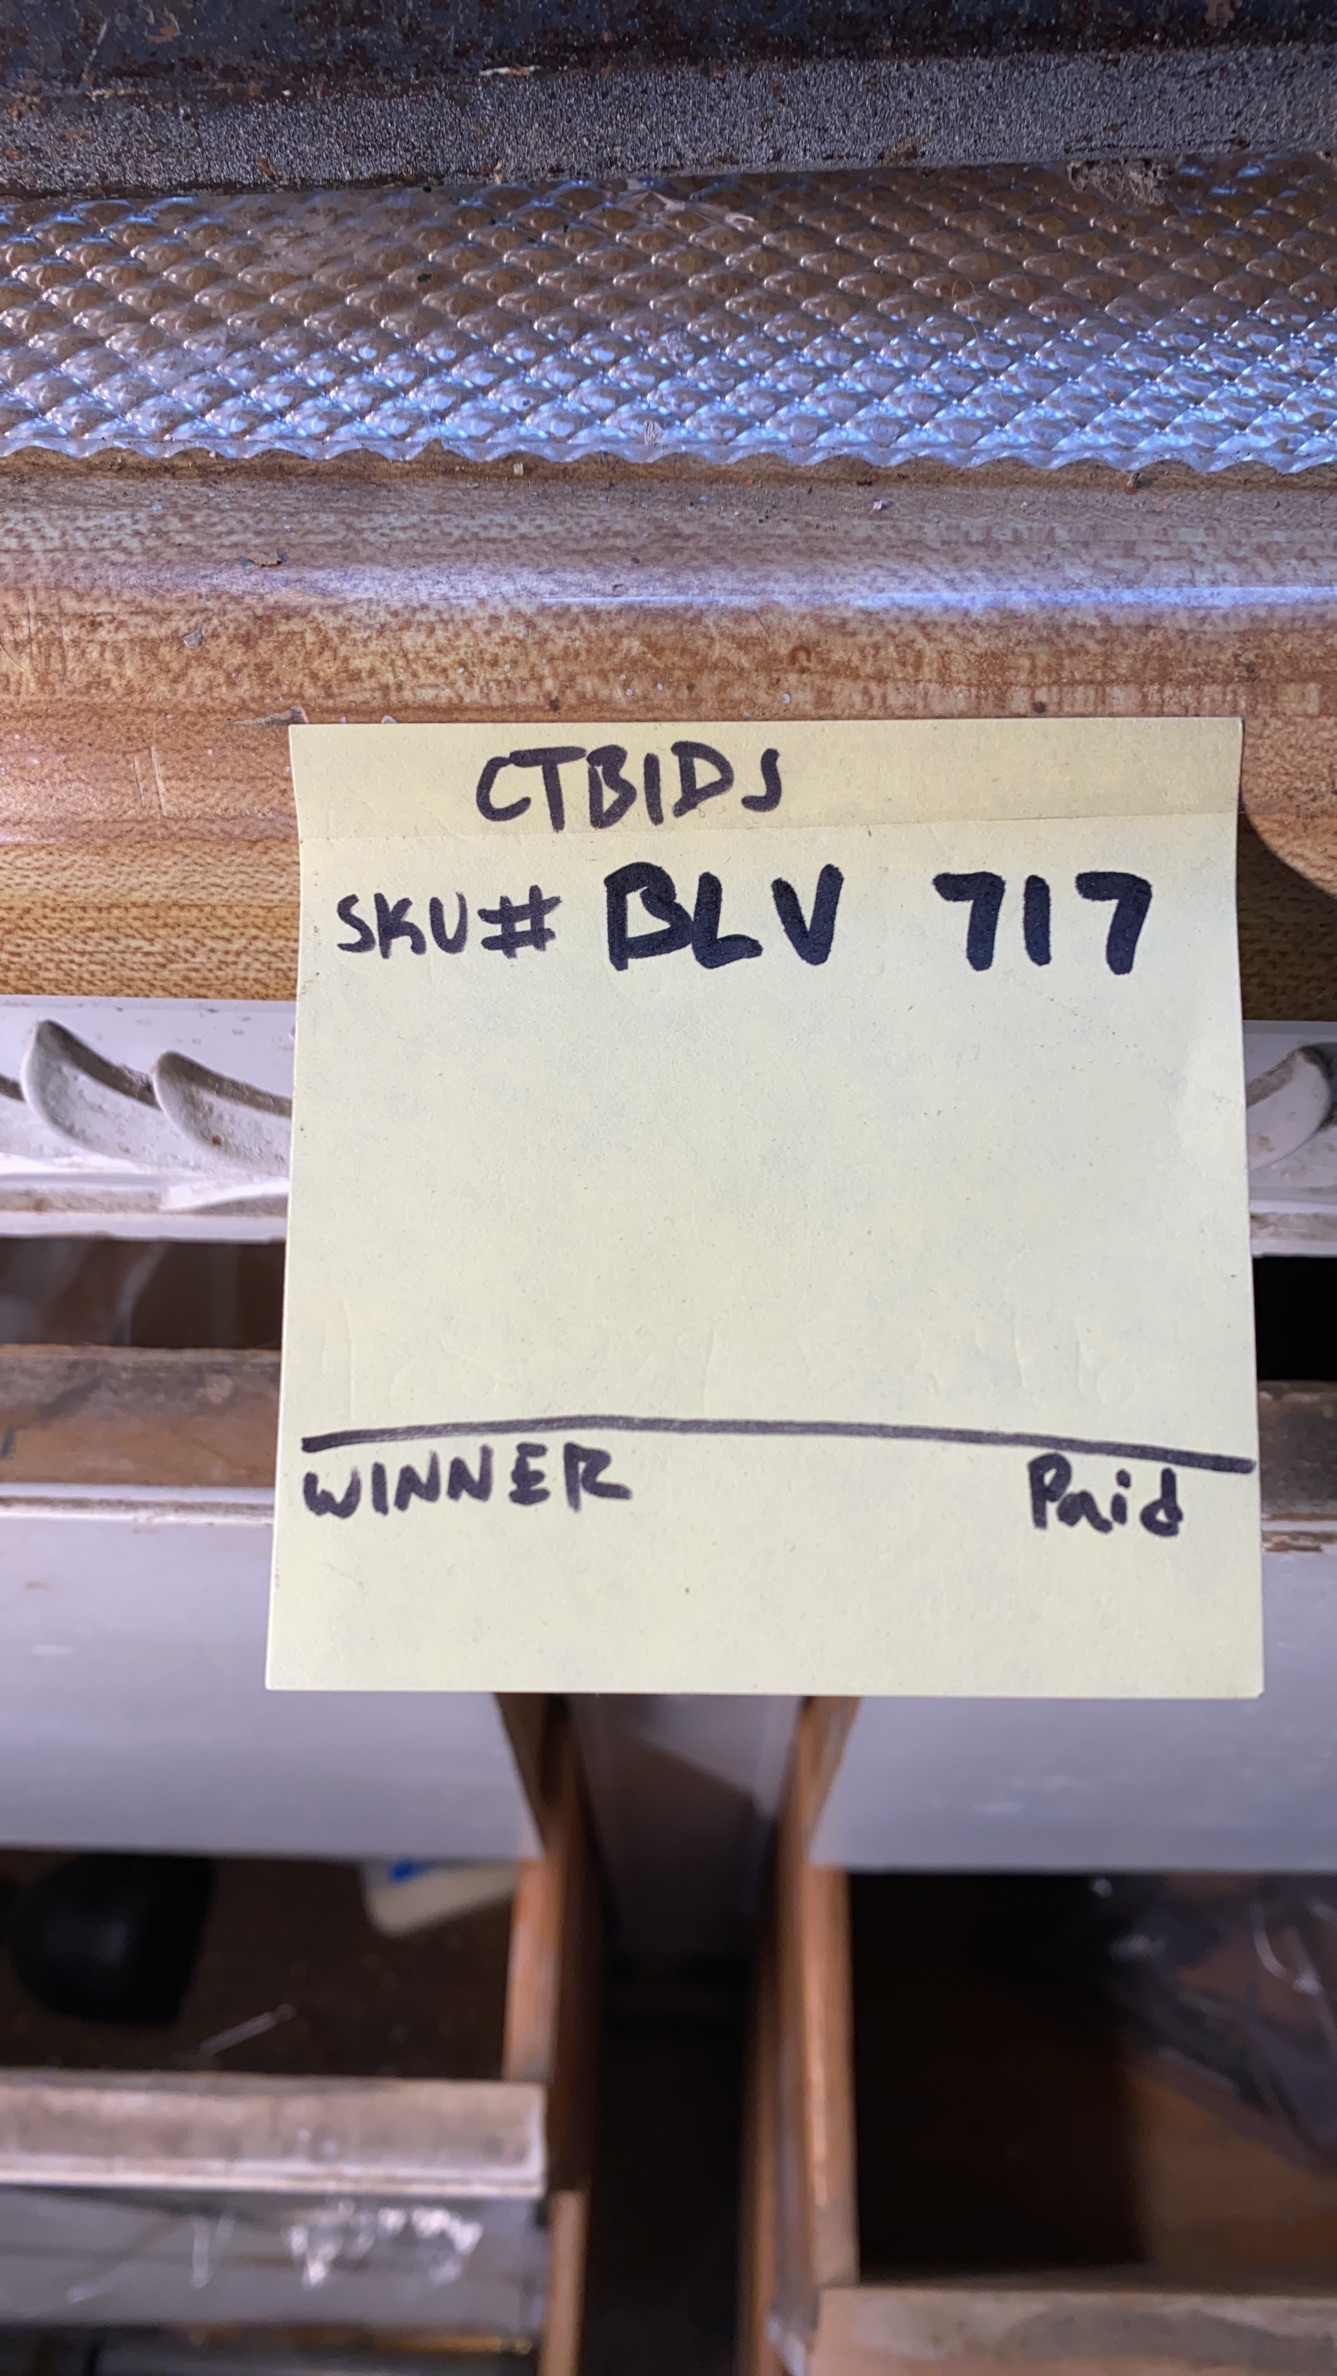 CTBIDS
SKU# BLV 717
WINNER Paid